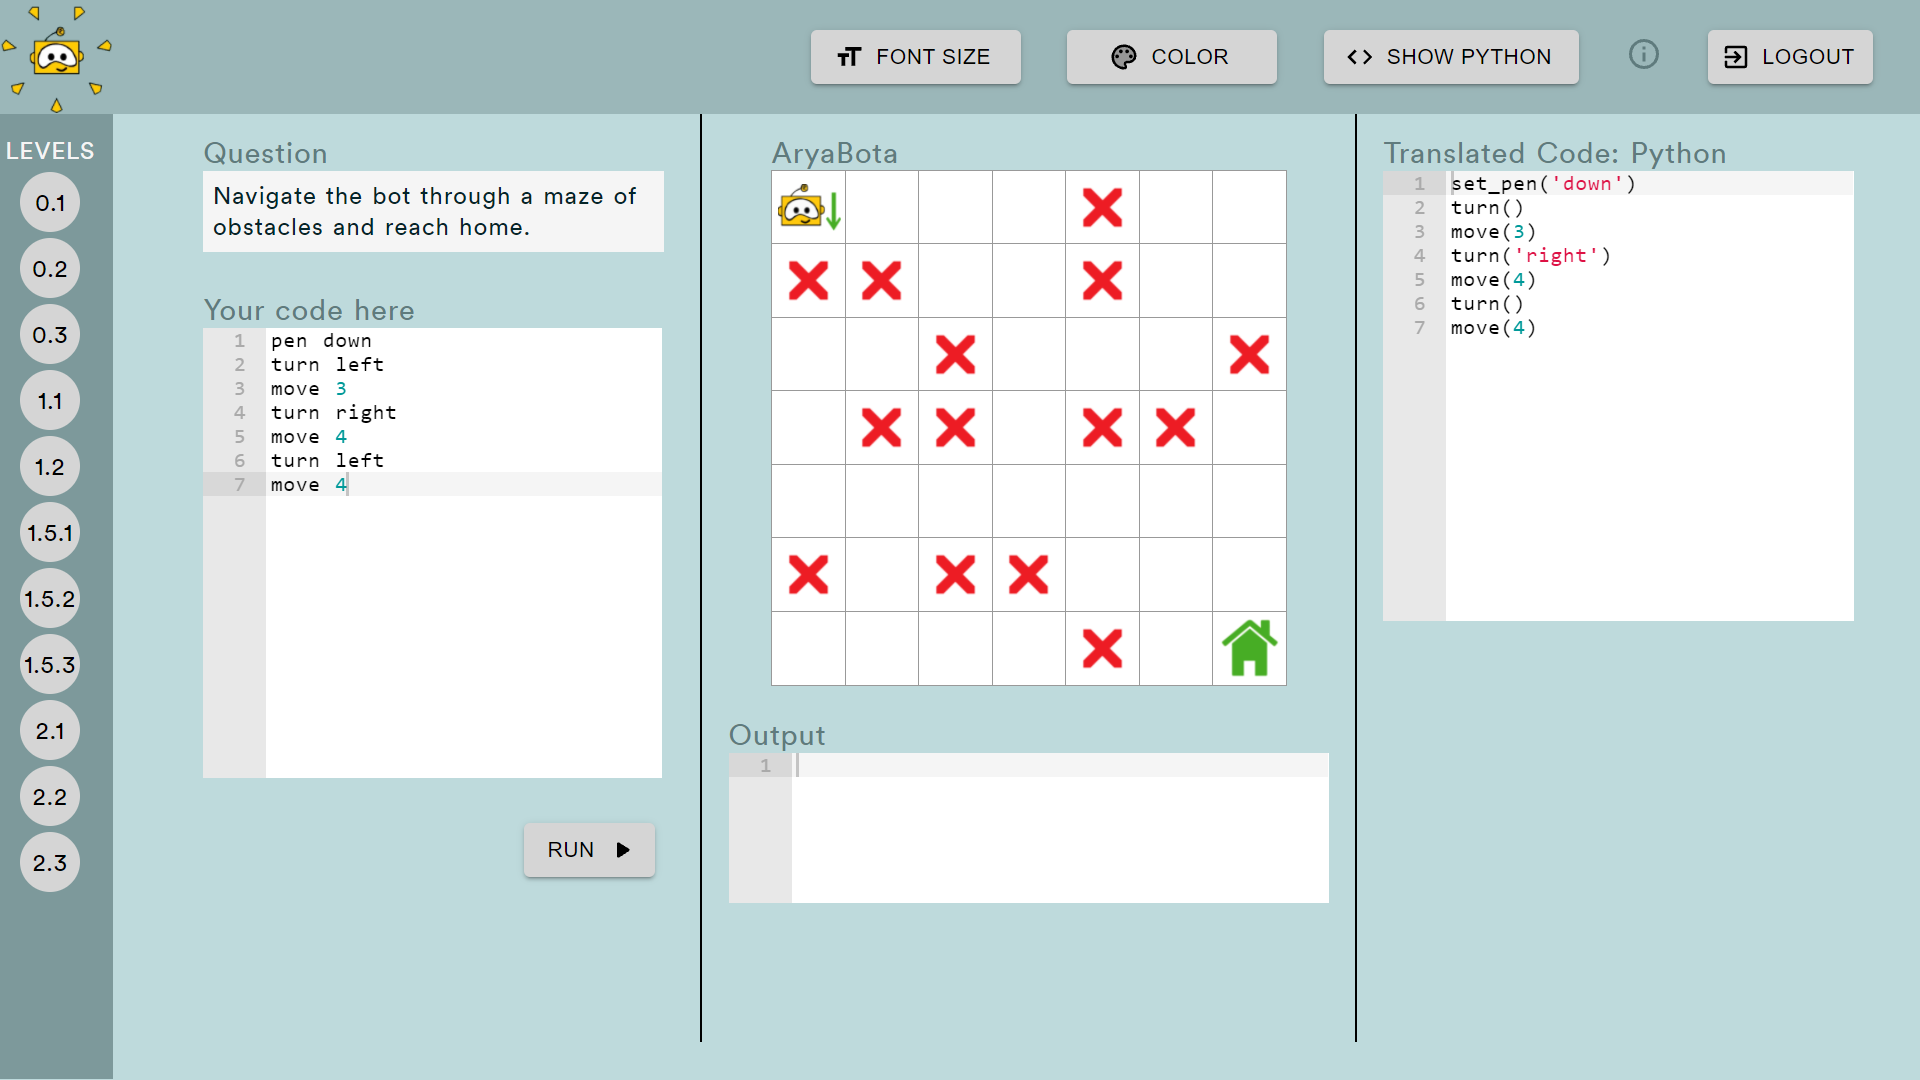 FONT SIZE
COLOR
SHOW PYTHON
LOGOUT
LEVELS
0.1
0.2
0.3
1.1
1.2
1.5.1
1.5.2
1.5.3
2.1
2.2
2.3
Question
Navigate the bot through a maze of
obstacles and reach home.
Your code here
1 pen down
2 turn left
3 move 3
4 turn right
5 move 4
6 turn left
7 move 4
RUN
AryaBota
Output
1
Translated Code: Python
1 set_pen('down')
2 turn()
3 move(3)
4 turn('right')
5 move(4)
6 turn()
7 move(4)